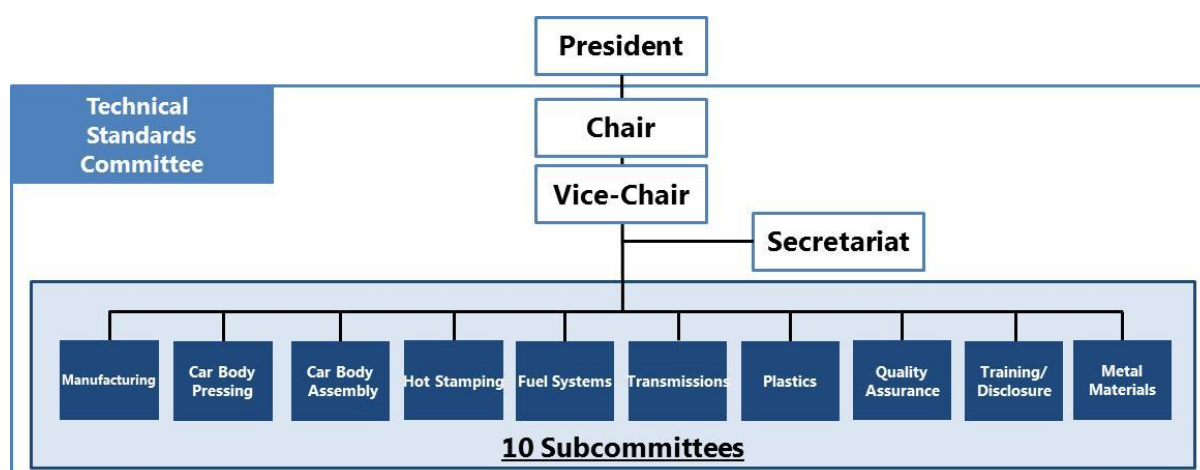 President
Technical
Standards
Committee
Chair
Vice-Chair
Secretariat
Manufacturing
Car Body
Pressing
Car Body
Assembly
Hot Stamping
Fuel Systems
Transmissions
Plastics
Quality
Assurance
Training/
Disclosure
Metal
Materials
10 Subcommittees